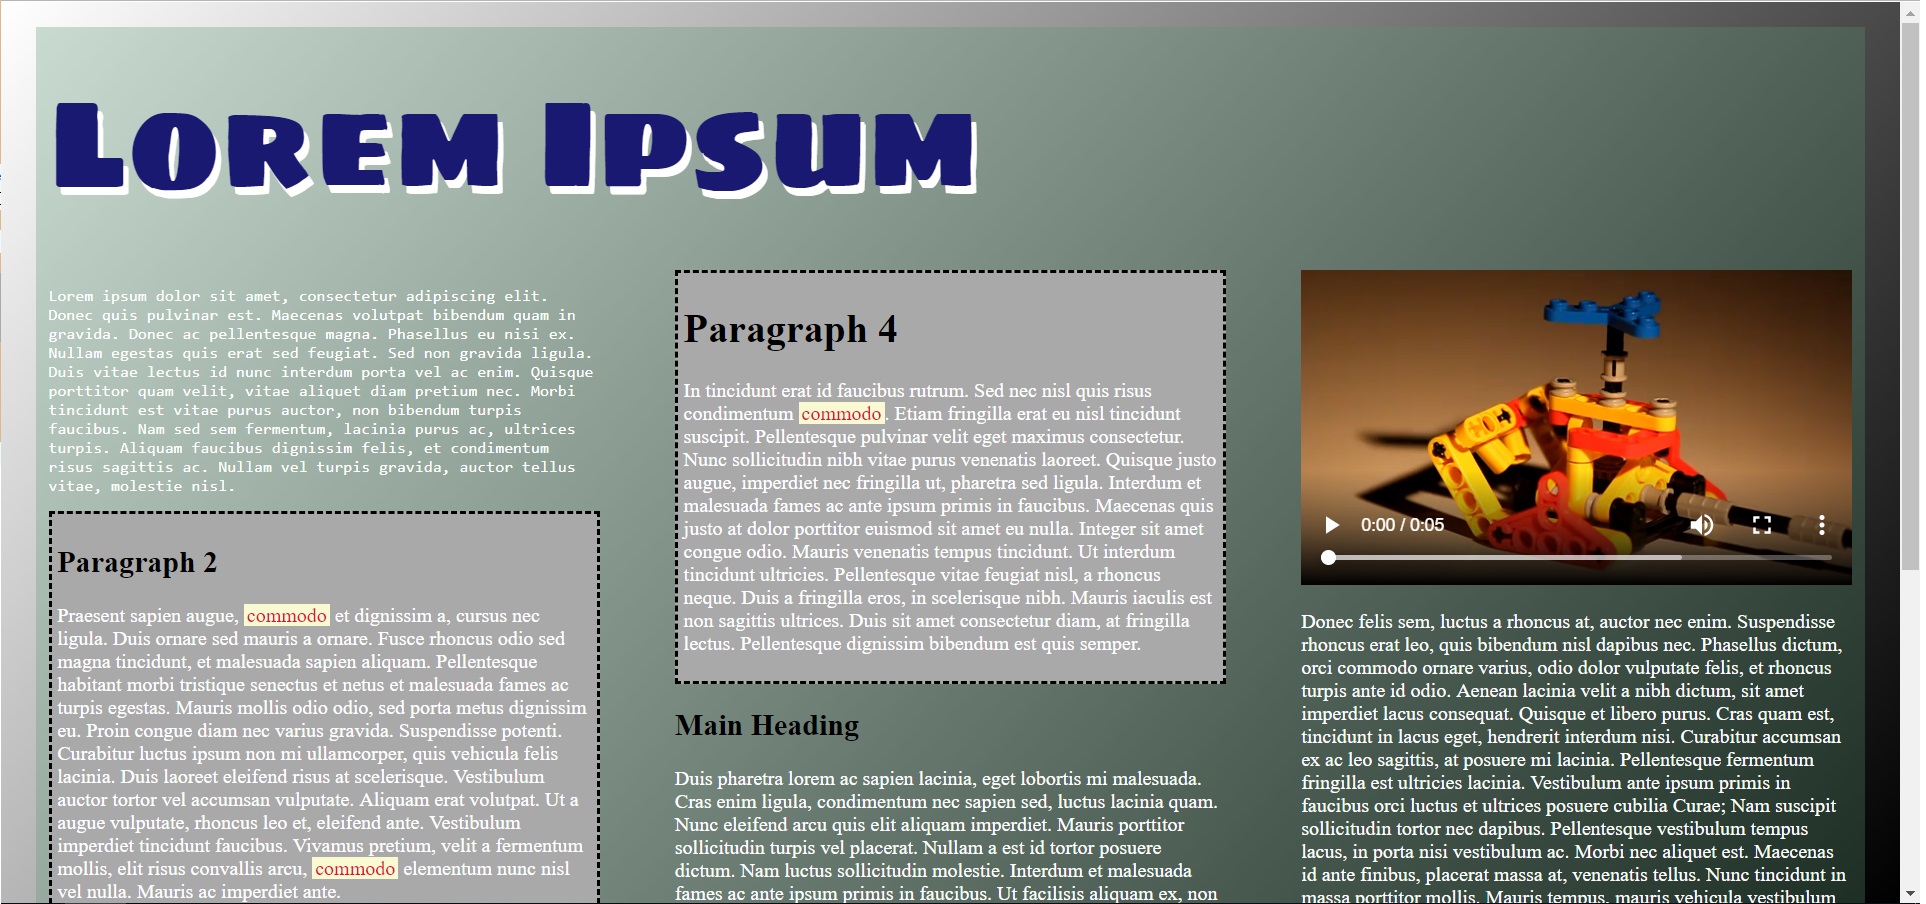 Lorem Ipsum
Lorem ipsum dolor sit amet, consectetur adipiscing elit.
Donec quis pulvinar est. Maecenas volutpat bibendum quam in
gravida. Donec ac pellentesque magna. Phasellus eu nisi ex.
Nullam egestas quis erat sed feugiat. Sed non gravida ligula.
Duis vitae lectus id nunc interdum porta vel ac enim. Quisque
porttitor quam velit, vitae aliquet diam pretium nec. Morbi
tincidunt est vitae purus auctor, non bibendum turpis
faucibus. Nam sed sem fermentum, lacinia purus ac, ultrices
turpis. Aliquam faucibus dignissim felis, et condimentum
risus sagittis ac. Nullam vel turpis gravida, auctor tellus
vitae, molestie nisl.
Paragraph 2
Praesent sapien augue, commodo et dignissim a, cursus nec
ligula. Duis ornare sed mauris a ornare. Fusce rhoncus odio sed
magna tincidunt, et malesuada sapien aliquam. Pellentesque
habitant morbi tristique senectus et netus et malesuada fames ac
turpis egestas. Mauris mollis odio odio, sed porta metus dignissim
eu. Proin congue diam nec varius gravida. Suspendisse potenti.
Curabitur luctus ipsum non mi ullamcorper, quis vehicula felis
lacinia. Duis laoreet eleifend risus at scelerisque. Vestibulum
auctor tortor vel accumsan vulputate. Aliquam erat volutpat. Ut a
augue vulputate, rhoncus leo et, eleifend ante. Vestibulum
imperdiet tincidunt faucibus. Vivamus pretium, velit a fermentum
mollis, elit risus convallis arcu, commodo elementum nunc nisl
vel nulla. Mauris ac imperdiet ante.
Paragraph 4
In tincidunt erat id faucibus rutrum. Sed nec nisl quis risus
condimentum commodo. Etiam fringilla erat eu nisl tincidunt
suscipit. Pellentesque pulvinar velit eget maximus consectetur.
Nunc sollicitudin nibh vitae purus venenatis laoreet. Quisque justo
augue, imperdiet nec fringilla ut, pharetra sed ligula. Interdum et
malesuada fames ac ante ipsum primis in faucibus. Maecenas quis
justo at dolor porttitor euismod sit amet eu nulla. Integer sit amet
congue odio. Mauris venenatis tempus tincidunt. Ut interdum
tincidunt ultricies. Pellentesque vitae feugiat nisl, a rhoncus
neque. Duis a fringilla eros, in scelerisque nibh. Mauris iaculis est
non sagittis ultrices. Duis sit amet consectetur diam, at fringilla
lectus. Pellentesque dignissim bibendum est quis semper.
Main Heading
Duis pharetra lorem ac sapien lacinia, eget lobortis mi malesuada.
Cras enim ligula, condimentum nec sapien sed, luctus lacinia quam.
Nunc eleifend arcu quis elit aliquam imperdiet. Mauris porttitor
sollicitudin turpis vel placerat. Nullam a est id tortor posuere
dictum. Nam luctus sollicitudin molestie. Interdum et malesuada
fames ac ante ipsum primis in faucibus. Ut facilisis aliquam ex, non
0:00 / 0:05
Donec felis sem, luctus a rhoncus at, auctor nec enim. Suspendisse
rhoncus erat leo, quis bibendum nisl dapibus nec. Phasellus dictum,
orci commodo ornare varius, odio dolor vulputate felis, et rhoncus
turpis ante id odio. Aenean lacinia velit a nibh dictum, sit amet
imperdiet lacus consequat. Quisque et libero purus. Cras quam est,
tincidunt in lacus eget, hendrerit interdum nisi. Curabitur accumsan
ex ac leo sagittis, at posuere mi lacinia. Pellentesque fermentum
fringilla est ultricies lacinia. Vestibulum ante ipsum primis in
faucibus orci luctus et ultrices posuere cubilia Curae; Nam suscipit
sollicitudin tortor nec dapibus. Pellentesque vestibulum tempus
lacus, in porta nisi vestibulum ac. Morbi nec aliquet est. Maecenas
id ante finibus, placerat massa at, venenatis tellus. Nunc tincidunt in
massa porttitor mollis. Mauris tempus, mauris vehicula vestibulum